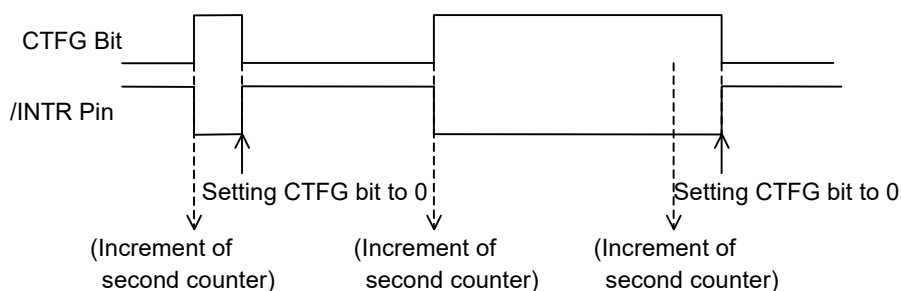 CTFG Bit
/INTR Pin
Setting CTFG bit to 0
Setting CTFG bit to 0
(Increment of
second counter)
(Increment of
second counter)
(Increment of
second counter)